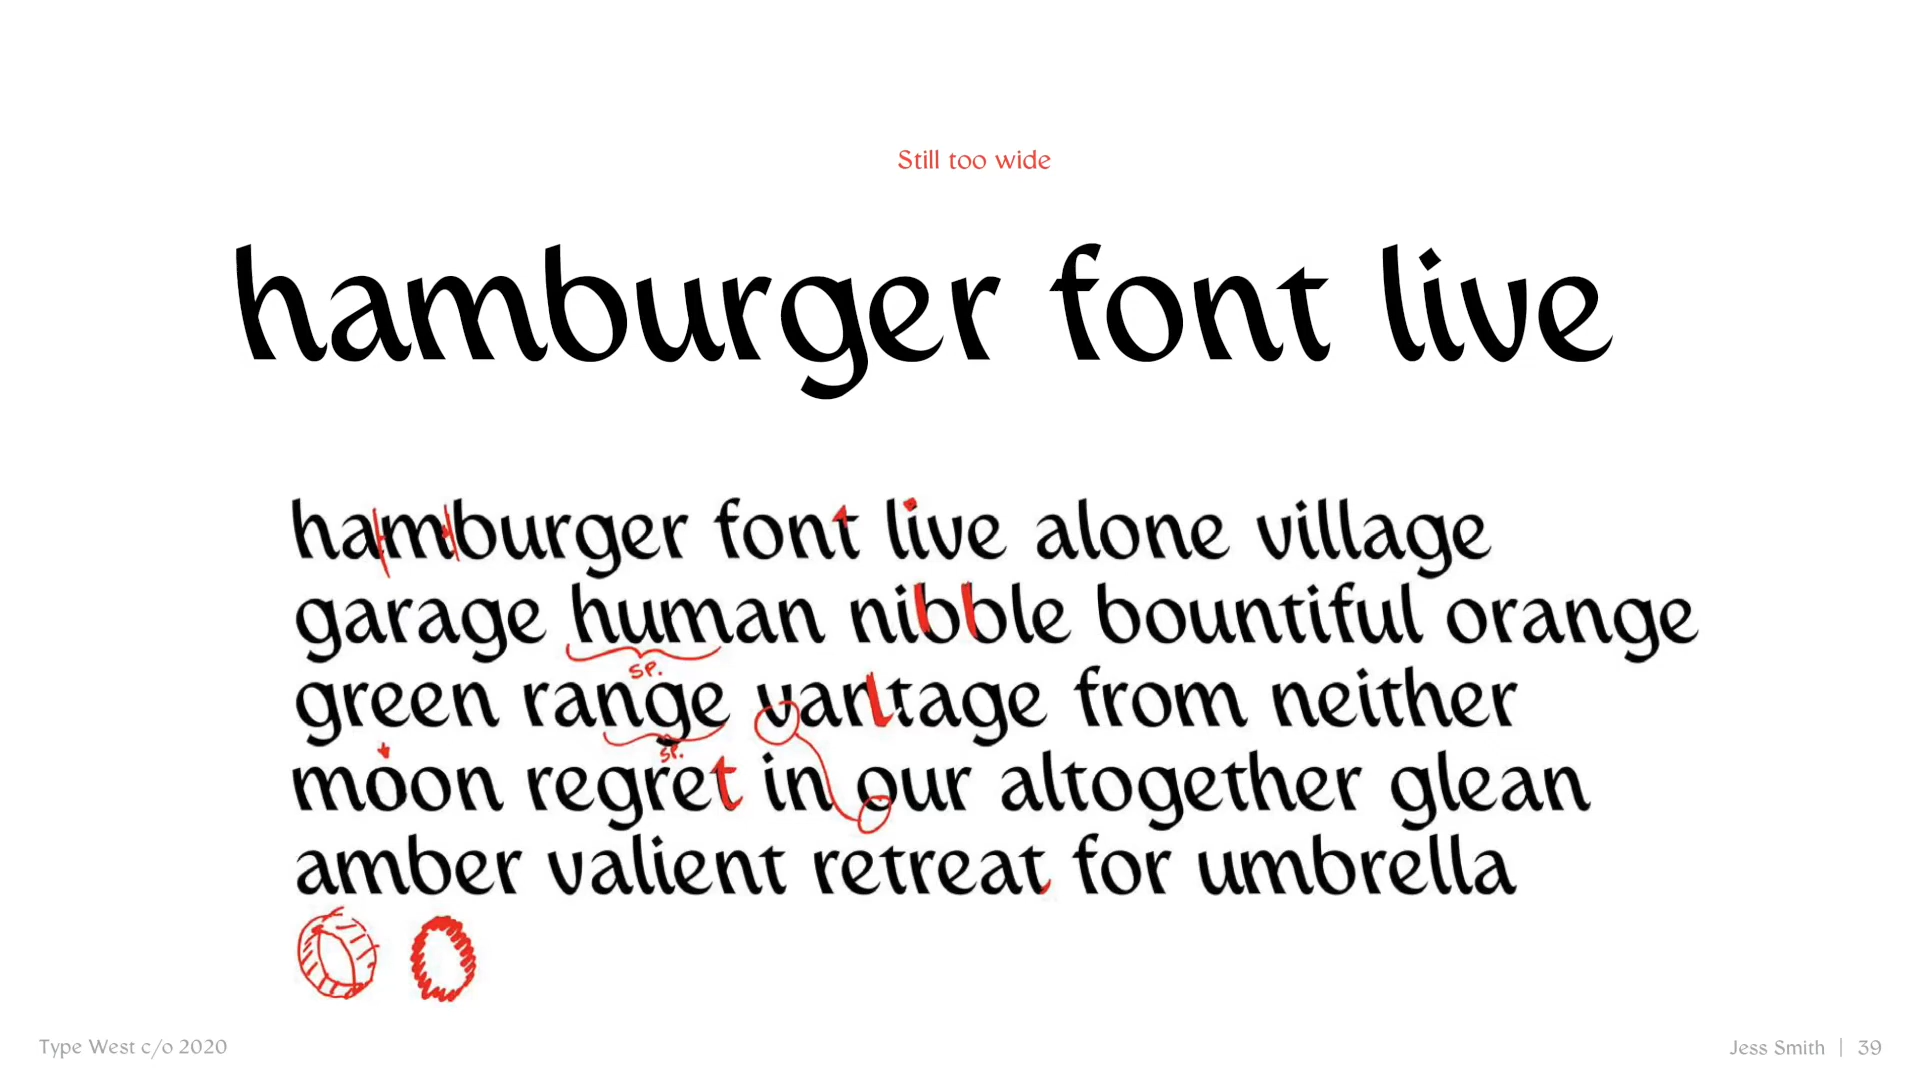 Still too wide
hamburger font live
hamburger font live alone village
garage human nibble bountiful orange
sp.
green range vantage from neither
sp.
moon regret in our altogether glean
amber valient retreat for umbrella
Type West c/o 2020
Jess Smith | 39